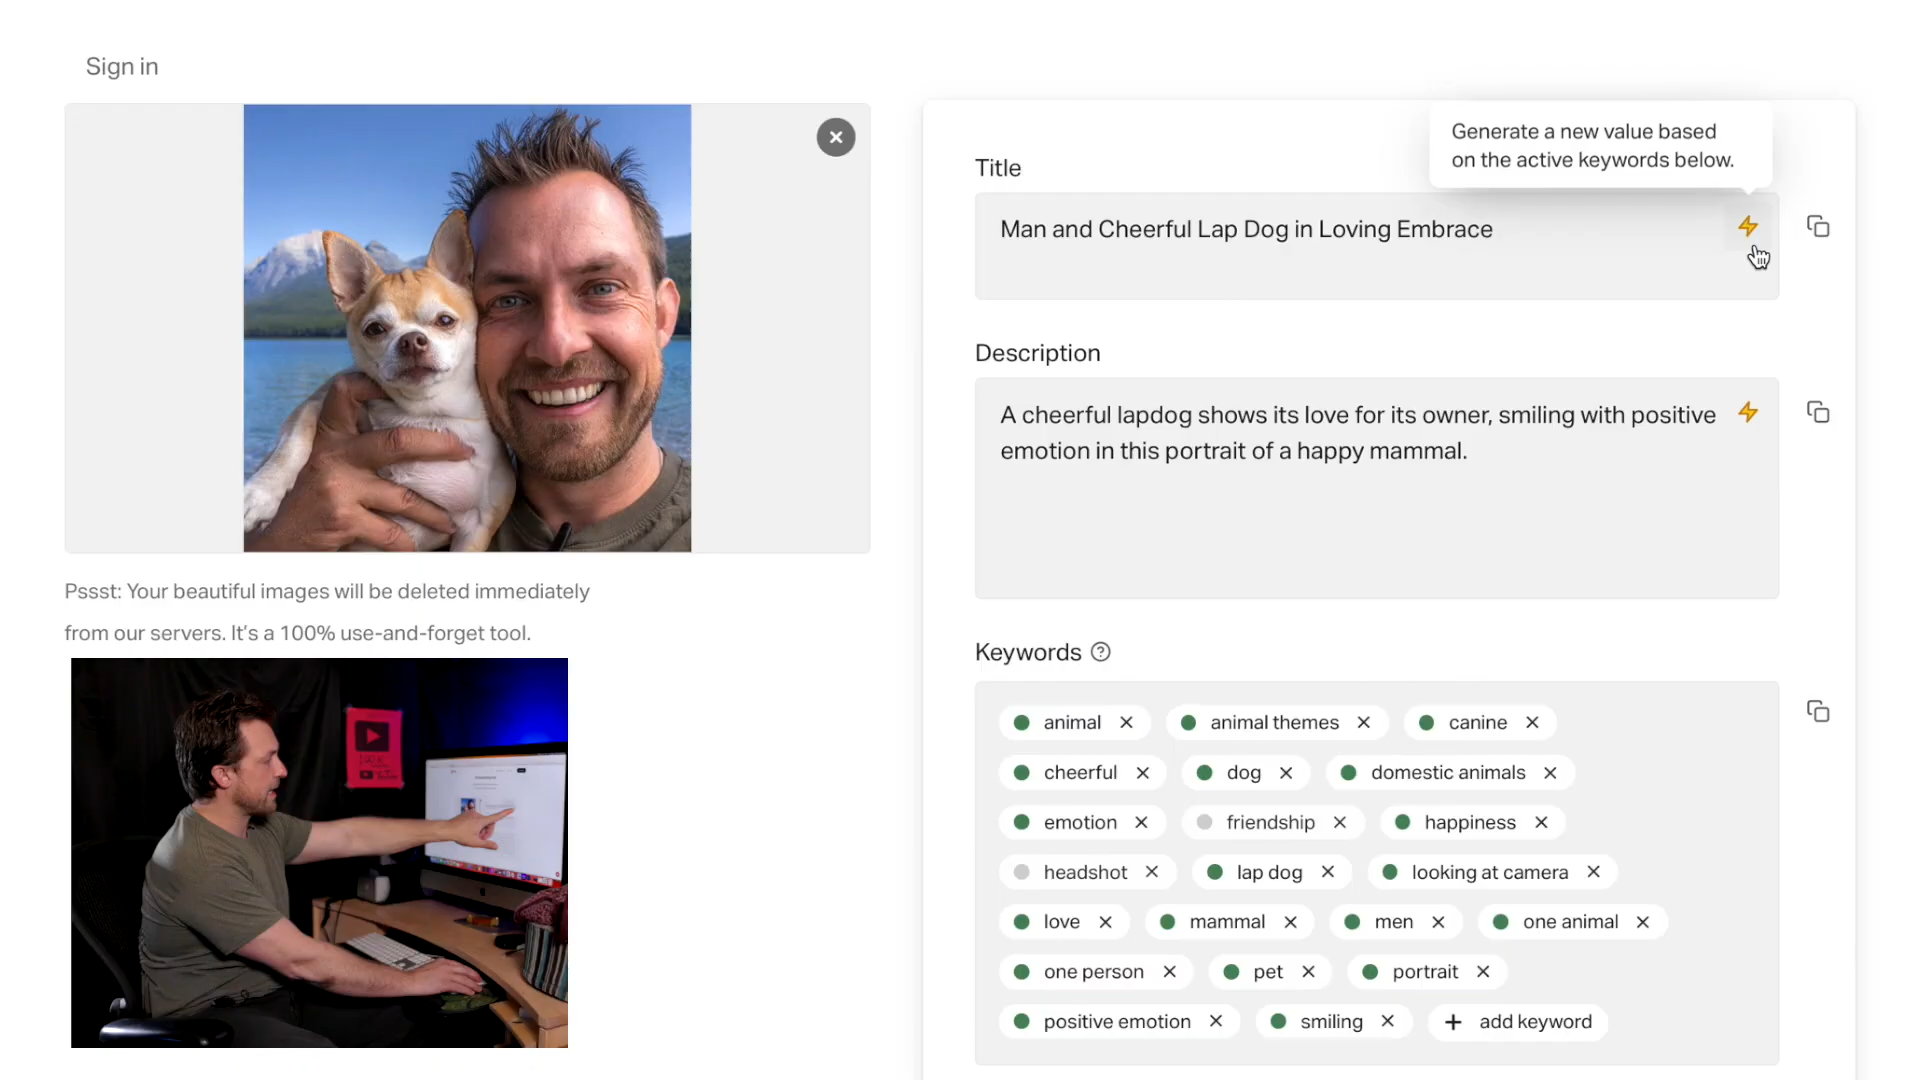 Sign in
Pssst: Your beautiful images will be deleted immediately
from our servers. It's a 100% use-and-forget tool.
Generate a new value based
on the active keywords below.
Title
Man and Cheerful Lap Dog in Loving Embrace
Description
A cheerful lapdog shows its love for its owner, smiling with positive
emotion in this portrait of a happy mammal.
Keywords
animal animal themes canine
cheerful dog domestic animals
emotion friendship happiness
headshot lap dog looking at camera
love mammal men one animal
one person pet portrait
positive emotion smiling + add keyword